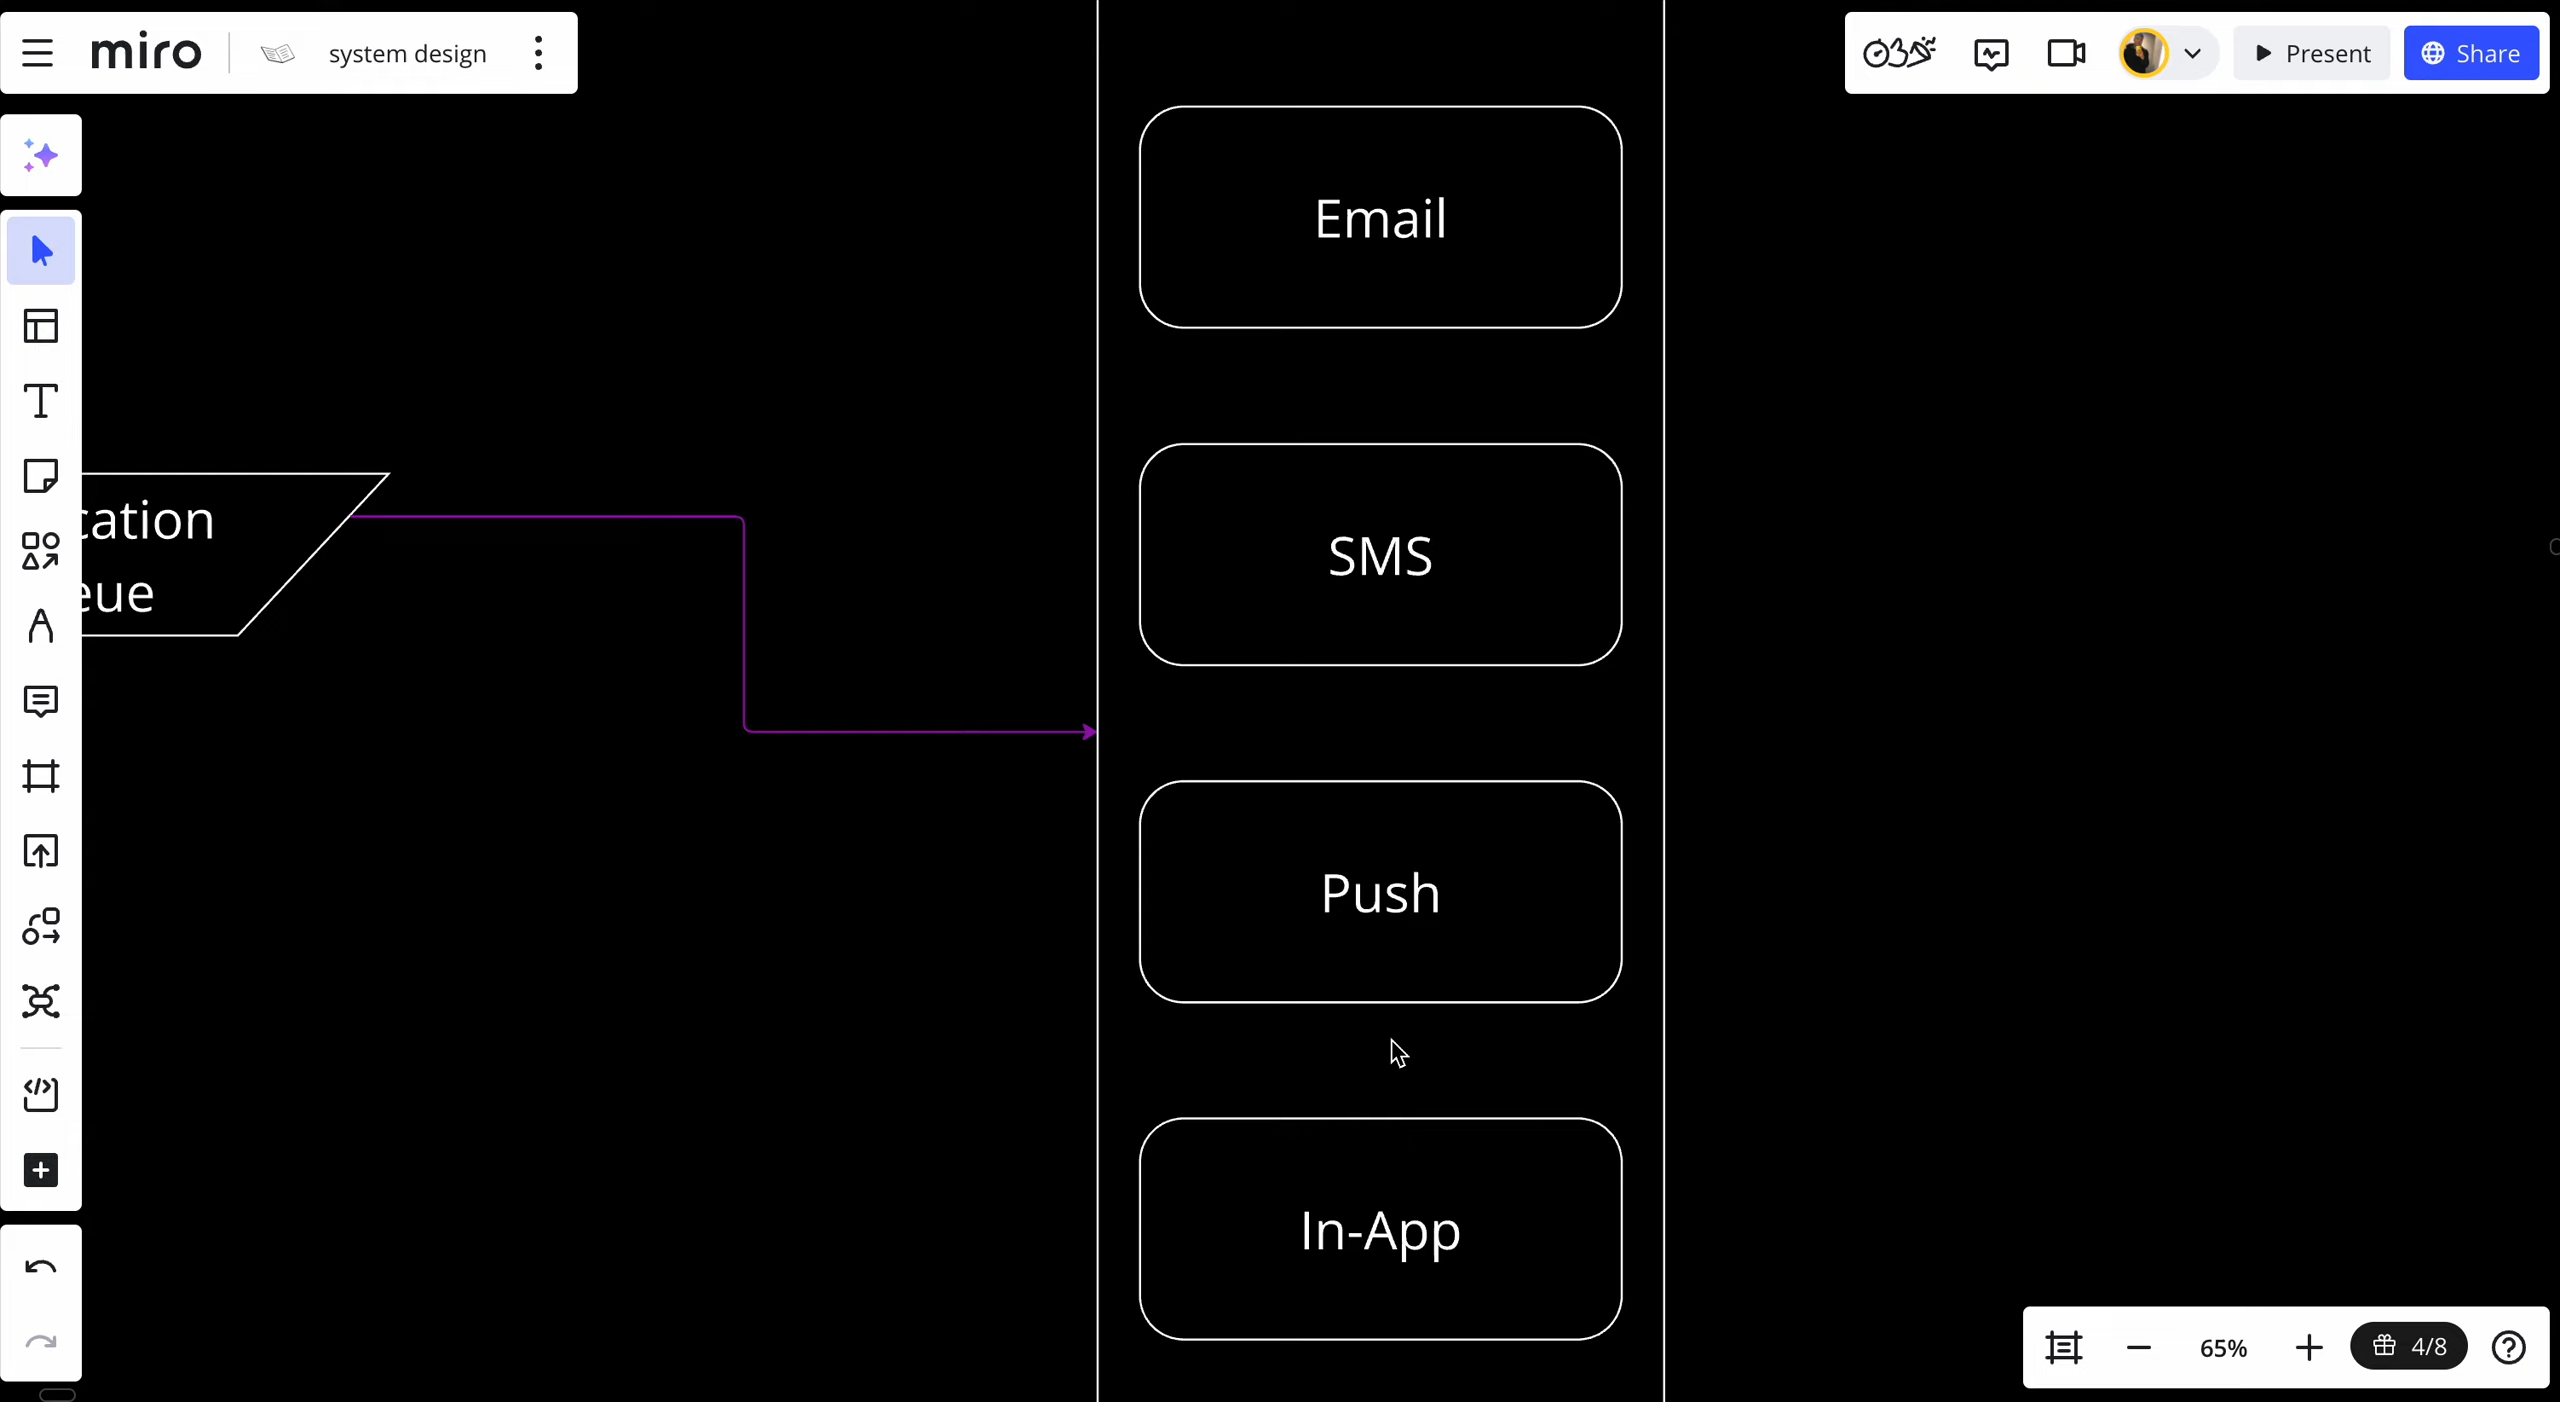 miro
system design
Present
Share
Email
SMS
cation
eue
Push
In-App
65%
4/8